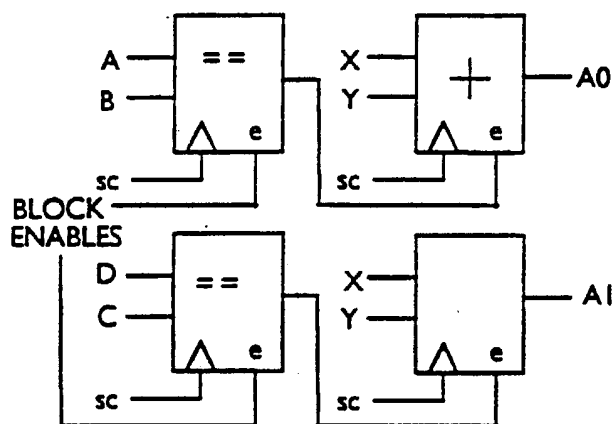 A
B
==
e
sc
X
Y
+
e
sc
A0
BLOCK
ENABLES
D
C
==
e
sc
X
Y
e
sc
A1